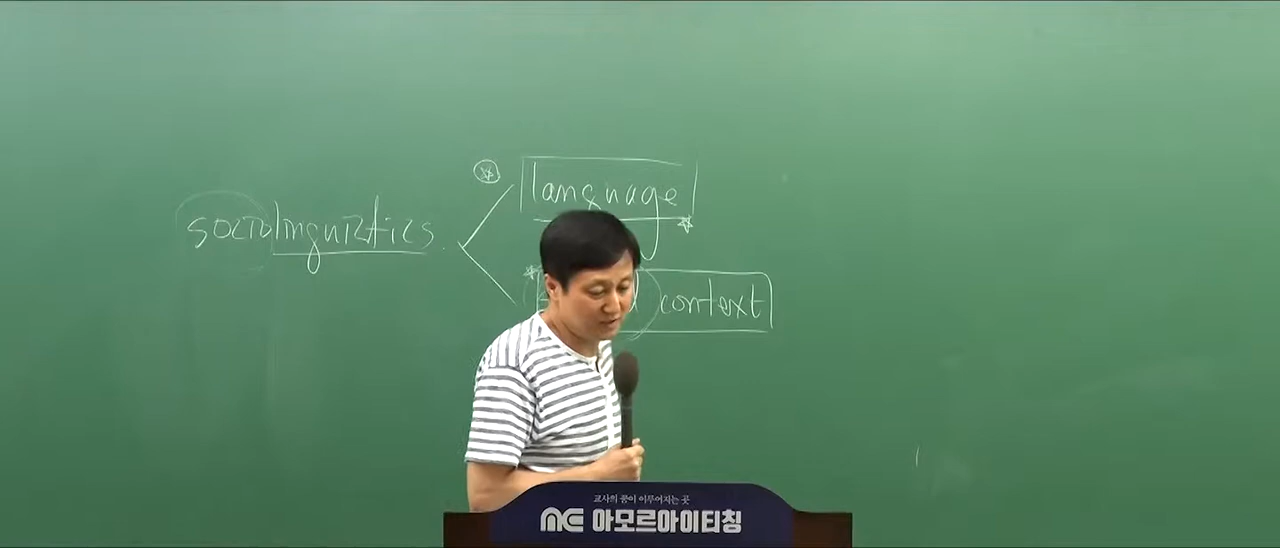 sociolinguistics
language
context
교사의 꿈이 이루어지는 곳
아모르아이티칭